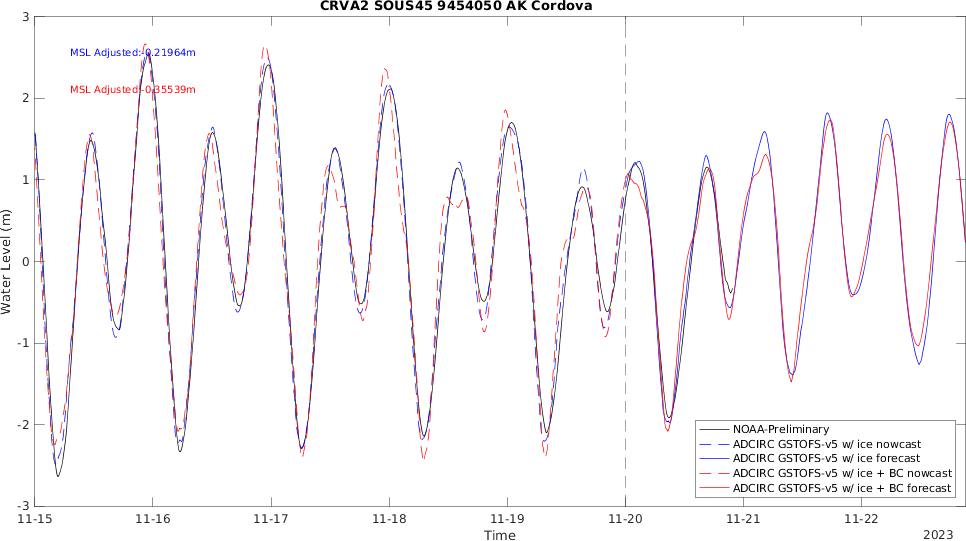 CRVA2 SOUS45 9454050 AK Cordova
3
2
1
0
-1
-2
-3
Water Level (m)
MSL Adjusted:-0.21964m
MSL Adjusted:-0.35539m
NOAA-Preliminary
ADCIRC GSTOFS-v5 w/ ice nowcast
ADCIRC GSTOFS-v5 w/ ice forecast
ADCIRC GSTOFS-v5 w/ ice + BC nowcast
ADCIRC GSTOFS-v5 w/ ice + BC forecast
11-15 11-16 11-17 11-18 11-19 11-20 11-21 11-22
Time
2023